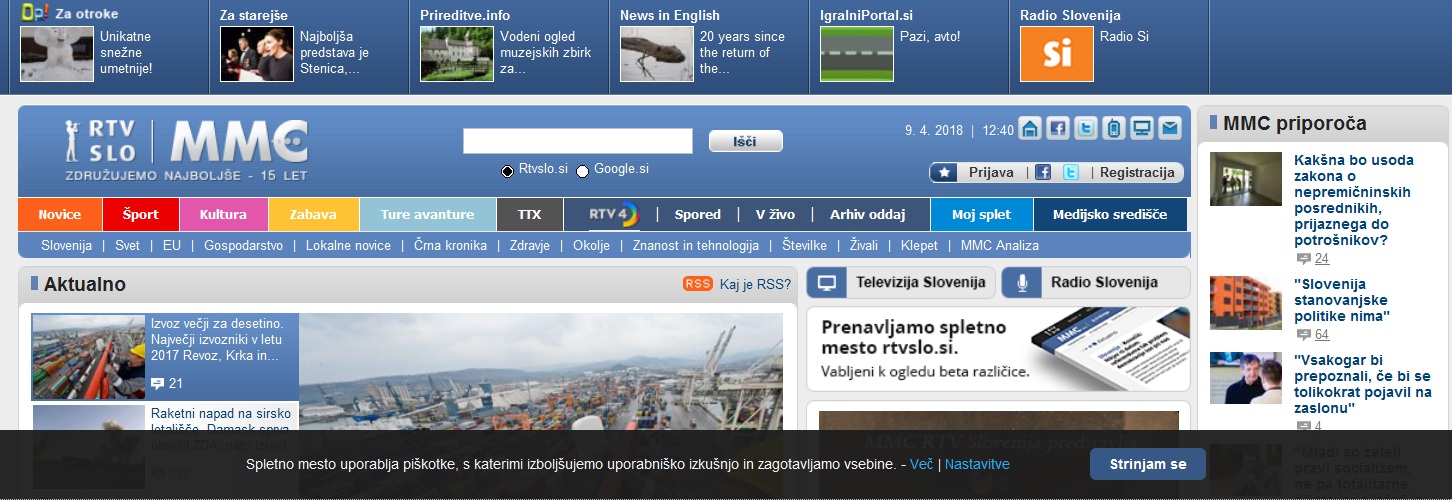 Op! Za otroke
Unikatne
snežne
umetnije!
Za starejše
Najboljša
predstava je
Stenica,...
Prireditve.info
Vodeni ogled
muzejskih zbirk
za...
News in English
20 years since
the return of
the...
IgralniPortal.si
Pazi, avto!
Radio Slovenija
Si
Radio Si
RTV
SLO
MMC
ZDRUŽUJEMO NAJBOLJŠE - 15 LET
Išči
Rtvslo.si Google.si
9. 4. 2018 | 12:40
Prijava | | Registracija
Novice Šport Kultura Zabava Ture avanture TTX RTV 4 | Spored | V živo | Arhiv oddaj Moj splet Medijsko središče
Slovenija | Svet | EU | Gospodarstvo | Lokalne novice | Črna kronika | Zdravje | Okolje | Znanost in tehnologija | Številke | Živali | Klepet | MMC Analiza
Aktualno
RSS Kaj je RSS?
Izvoz večji za desetino.
Največji izvozniki v letu
2017 Revoz, Krka in...
21
Raketni napad na sirsko
letališče. Damask sprva
obtožil ZDA, nato Izrael
125
Televizija Slovenija
Radio Slovenija
Prenavljamo spletno
mesto rtvslo.si.
Vabljeni k ogledu beta različice.
MMC
MMC RTV Slovenija predstavlja
MMC priporoča
Kakšna bo usoda
zakona o
nepremičninskih
posrednikih,
prijaznega do
potrošnikov?
24
"Slovenija
stanovanjske
politike nima"
64
"Vsakogar bi
prepoznali, če bi se
tolikokrat pojavil na
zaslonu"
4
"Mladi so želeli
pravi socializem,
ne pa totalitarne
Spletno mesto uporablja piškotke, s katerimi izboljšujemo uporabniško izkušnjo in zagotavljamo vsebine. - Več | Nastavitve
Strinjam se